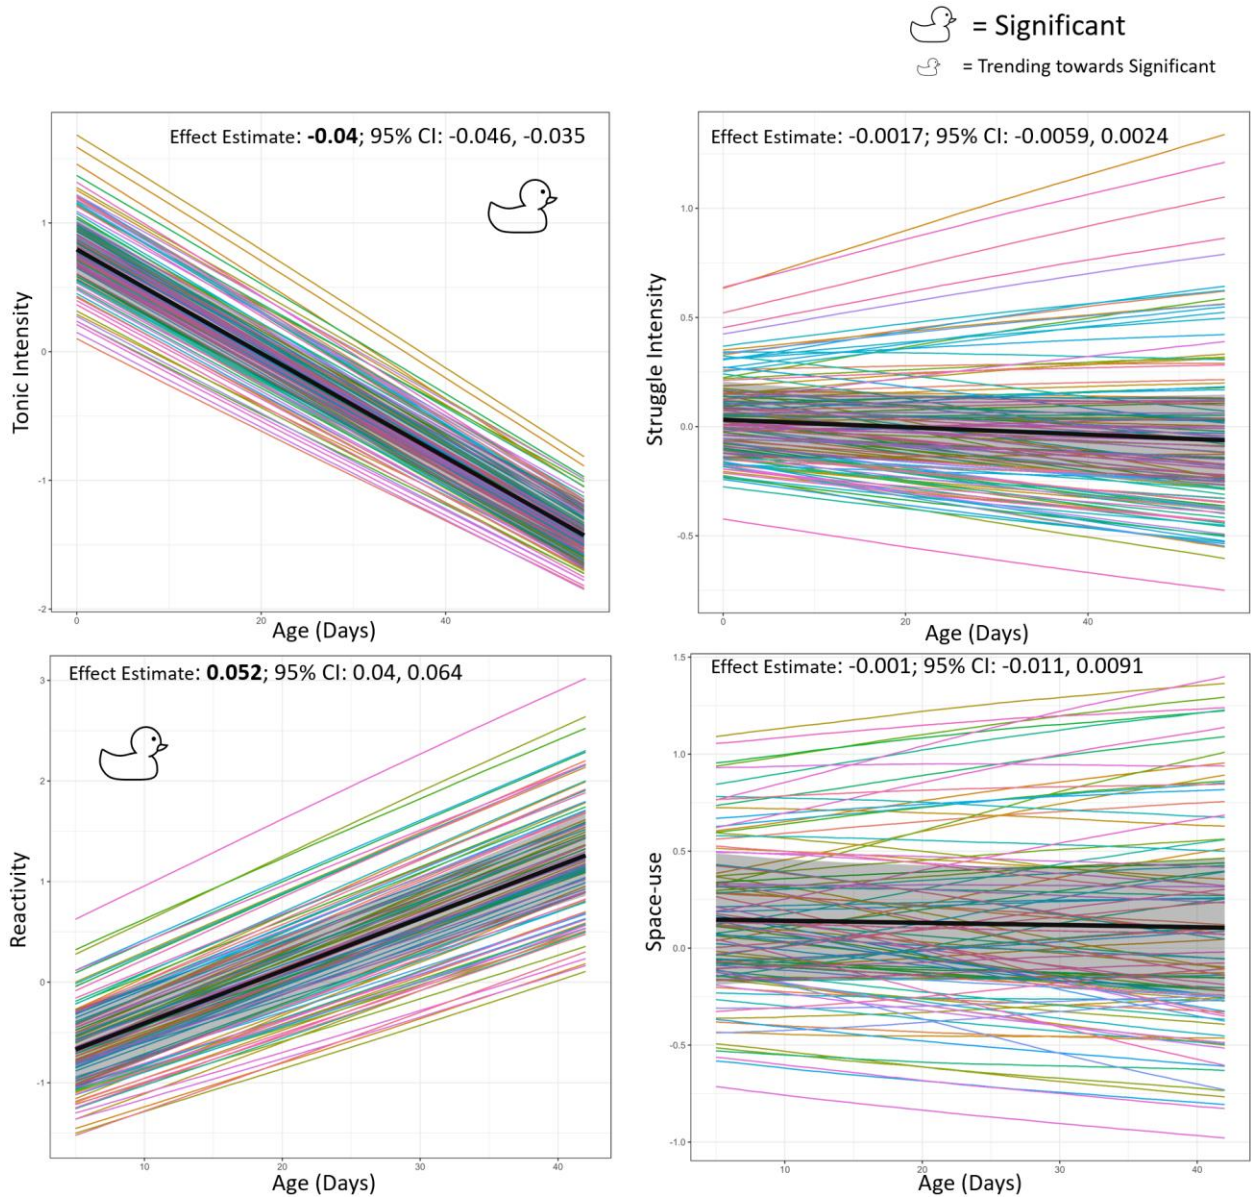 = Significant
= Trending towards Significant
Effect Estimate: -0.04; 95% CI: -0.046, -0.035
1
0
-1
-2
0
20
40
Tonic Intensity
Age (Days)
Effect Estimate: -0.0017; 95% CI: -0.0059, 0.0024
1.0
0.5
0.0
-0.5
0
20
40
Struggle Intensity
Age (Days)
Effect Estimate: 0.052; 95% CI: 0.04, 0.064
3
2
1
0
-1
10
20
30
40
Reactivity
Age (Days)
Effect Estimate: -0.001; 95% CI: -0.011, 0.0091
1.5
1.0
0.5
0.0
-0.5
-1.0
10
20
30
40
Space-use
Age (Days)